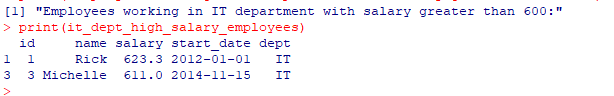 [1] "Employees working in IT department with salary greater than 600:"
> print(it_dept_high_salary_employees)
  id     name salary start_date dept
1  1     Rick  623.3 2012-01-01   IT
3  3 Michelle  611.0 2014-11-15   IT
>